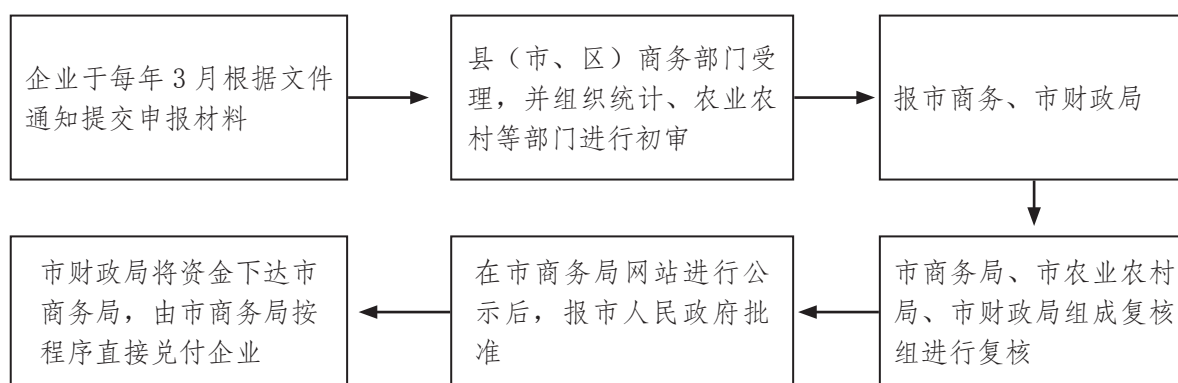 企业于每年 3 月根据文件
通知提交申报材料
县（市、区）商务部门受
理，并组织统计、农业农
村等部门进行初审
报市商务、市财政局
市商务局、市农业农村
局、市财政局组成复核
组进行复核
在市商务局网站进行公
示后，报市人民政府批
准
市财政局将资金下达市
商务局，由市商务局按
程序直接兑付企业